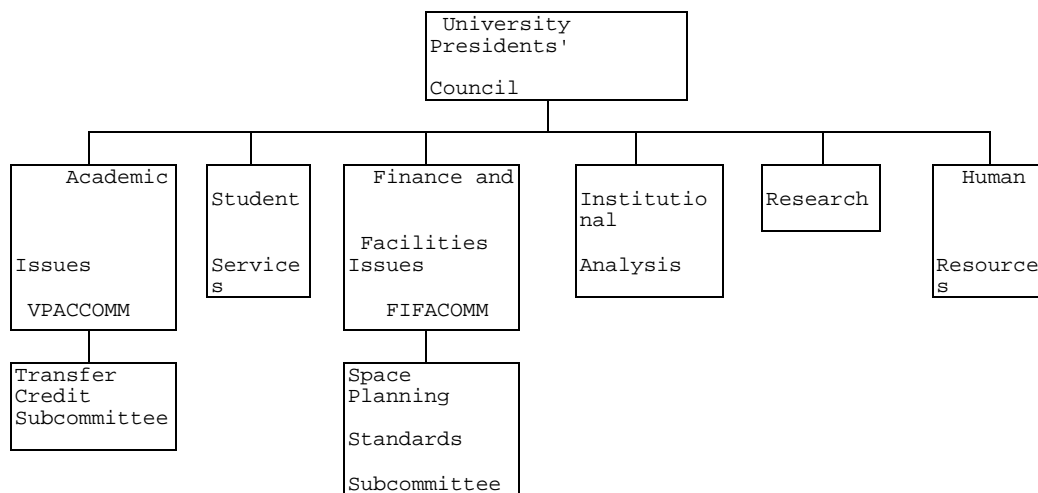 University
Presidents'
Council
Academic
Issues
VPACCOMM
Student
Service
s
Finance and
Facilities
Issues
FIFACOMM
Institutio
nal
Analysis
Research
Human
Resource
s
Transfer
Credit
Subcommittee
Space
Planning
Standards
Subcommittee